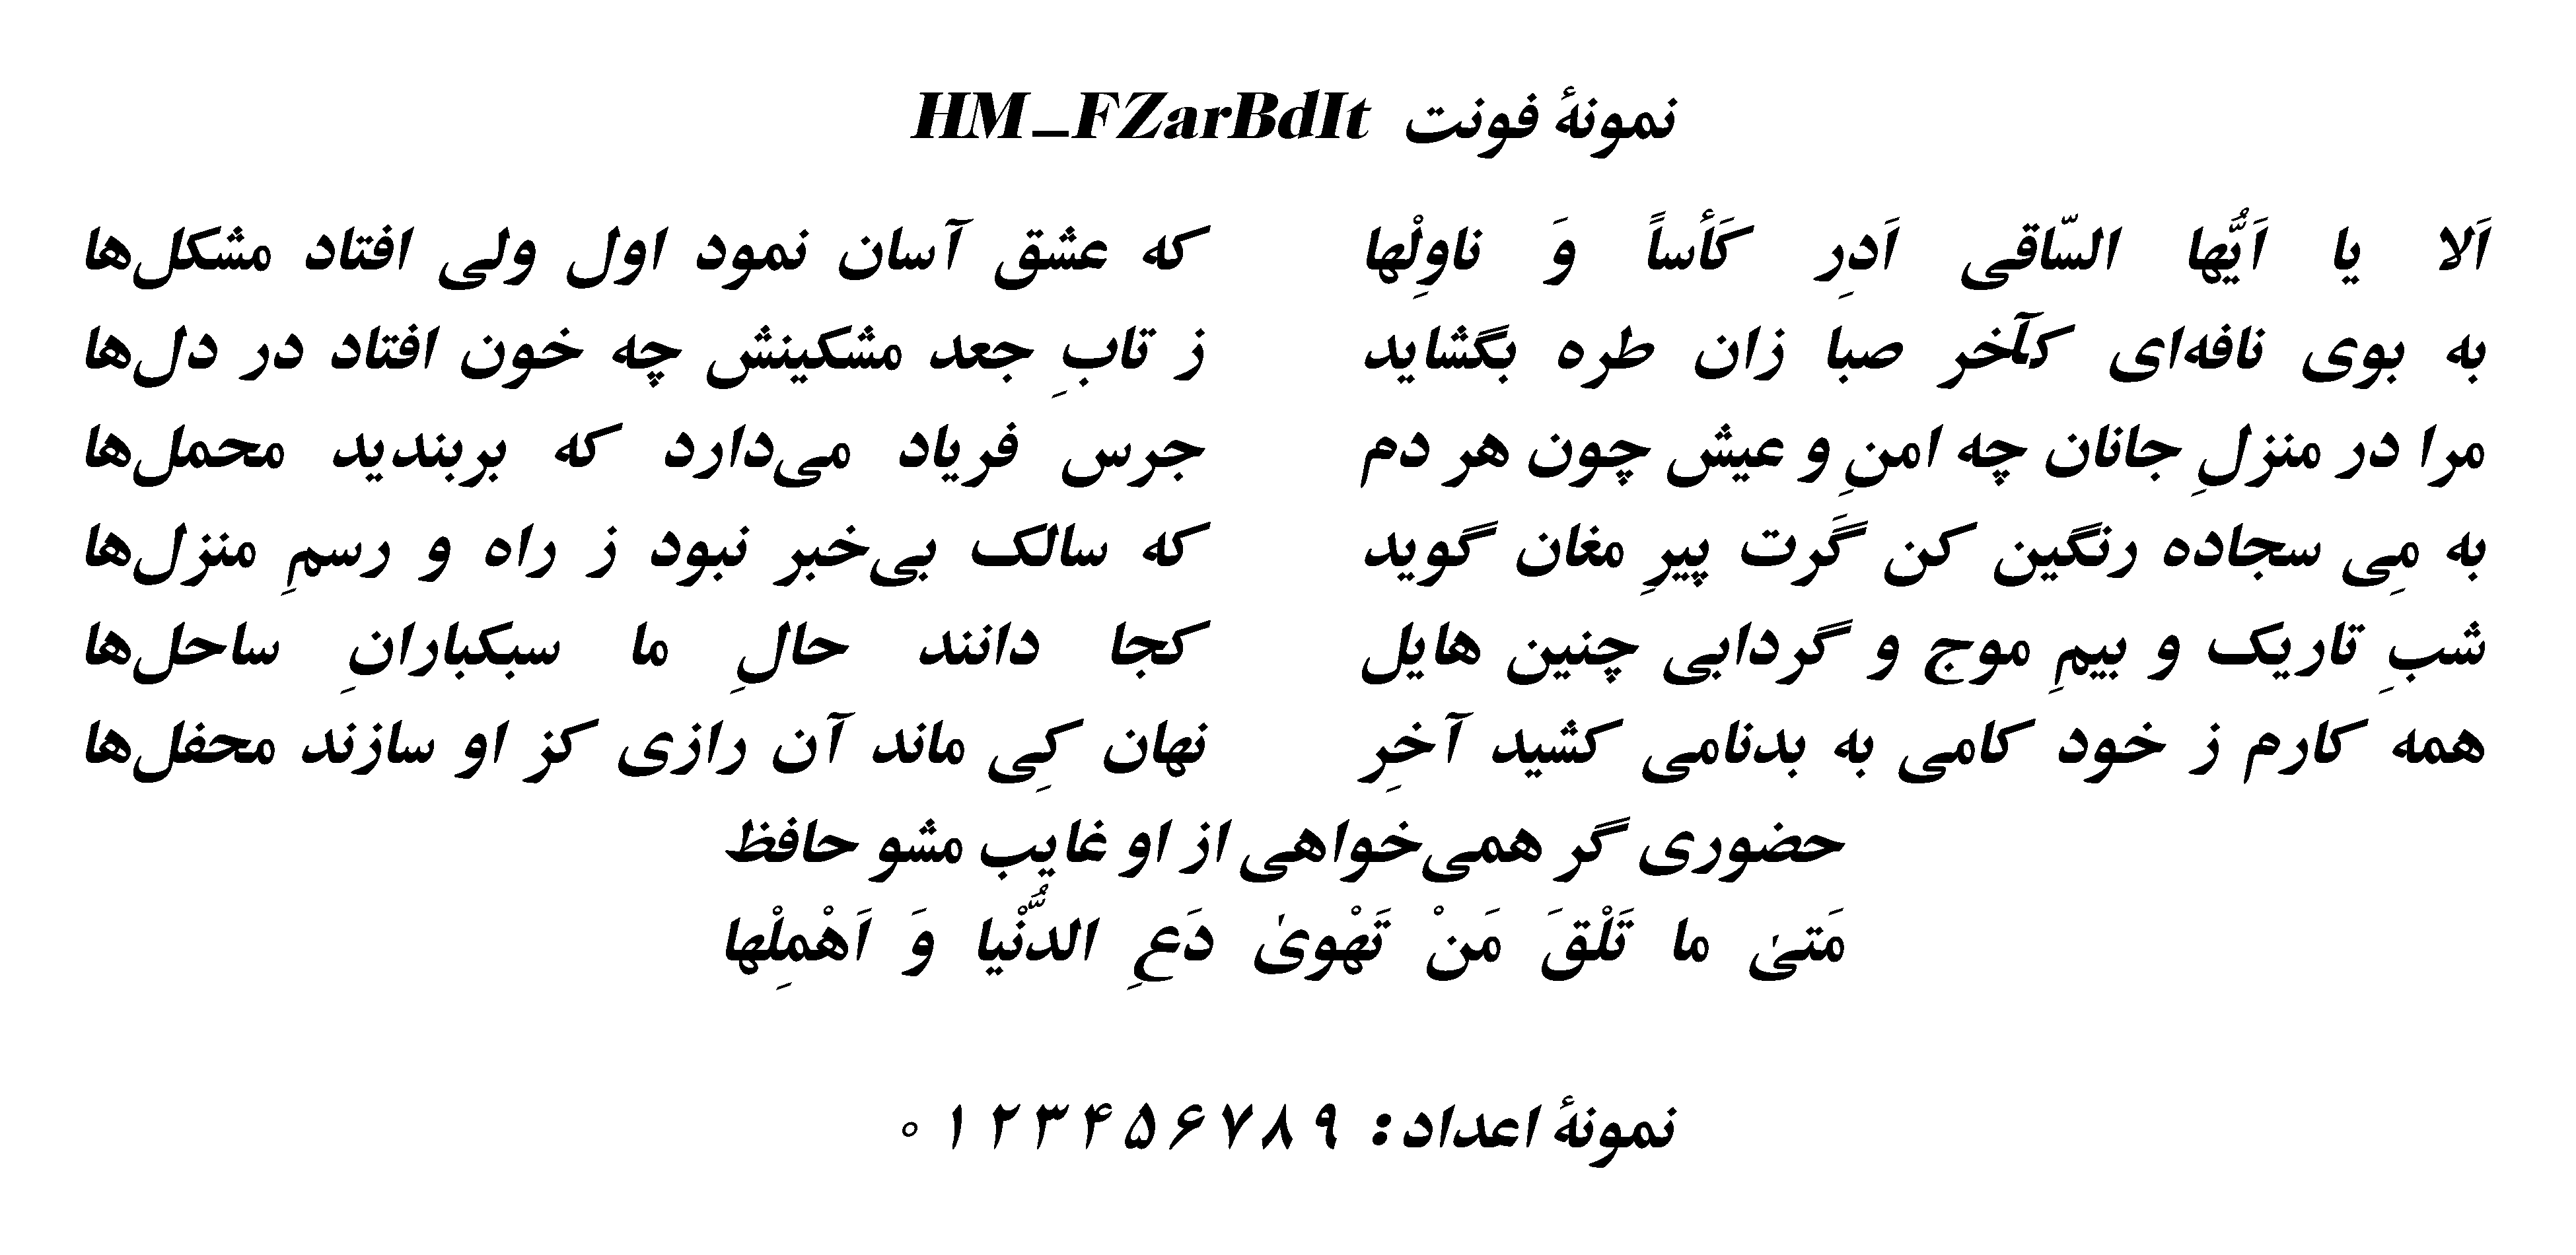 نمونهٔ فونت HM_FZarBdIt
اَلا یا اَیُّها السّاقی اَدرِ کَأساً وَ ناوِلْها که عشق آسان نمود اول ولی افتاد مشکل‌ها
به بوی نافه‌ای کآخر صبا زان طره بگشاید ز تابِ جعد مشکینش چه خون افتاد در دل‌ها
مرا در منزلِ جانان چه امنِ و عیش چون هر دم جرس فریاد می‌دارد که بربندید محمل‌ها
به مِی سجاده رنگین کن گَرت پیرِ مغان گوید که سالک بی‌خبر نبود ز راه و رسمِ منزل‌ها
شبِ تاریک و بیمِ موج و گردابی چنین هایل کجا دانند حالِ ما سبکبارانِ ساحل‌ها
همه کارم ز خود کامی به بدنامی کشید آخرِ نهان کِی ماند آن رازی کز او سازند محفل‌ها
حضوری گر همی‌خواهی از او غایب مشو حافظ
مَتیٰ ما تَلْقَ مَنْ تَهْویٰ دَعِ الدُّنْیا وَ اَهْمِلْها
نمونهٔ اعداد: ۹ ۸ ۷ ۶ ۵ ۴ ۳ ۲ ۱ ۰